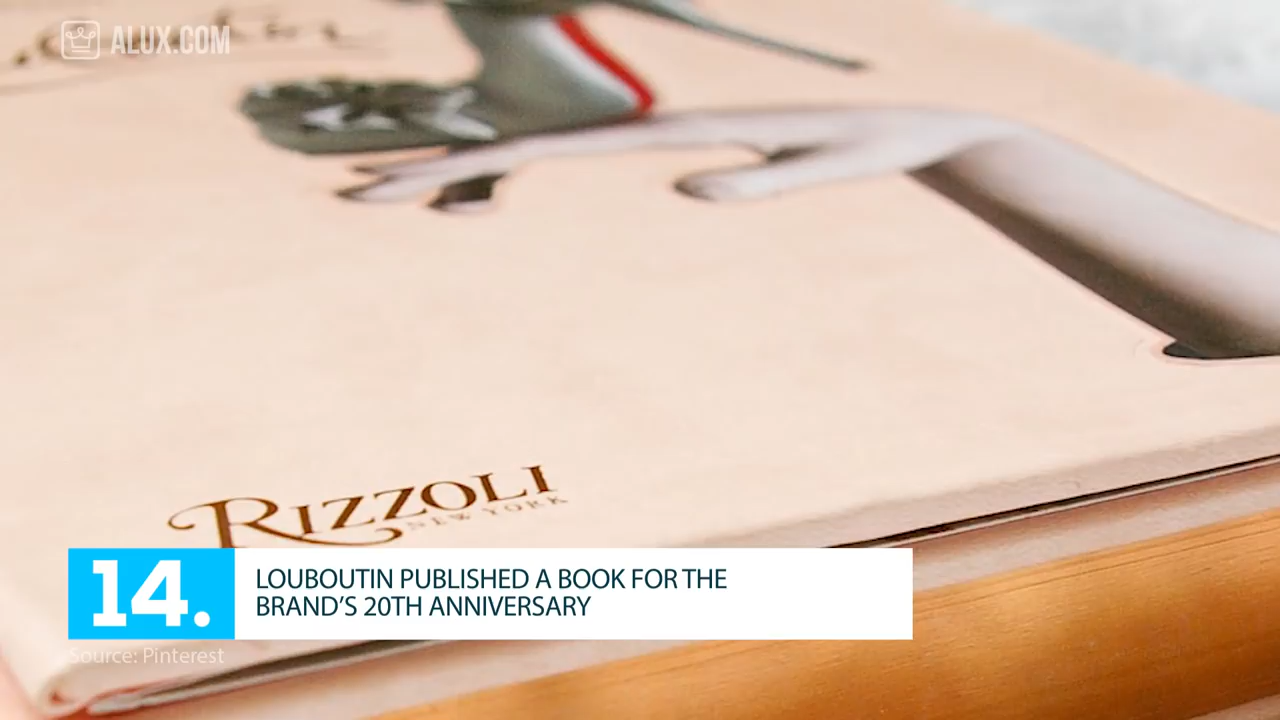 ALUX.COM
RIZZOLI
NEW YORK
14.
LOUBOUTIN PUBLISHED A BOOK FOR THE
BRAND'S 20TH ANNIVERSARY
Source: Pinterest